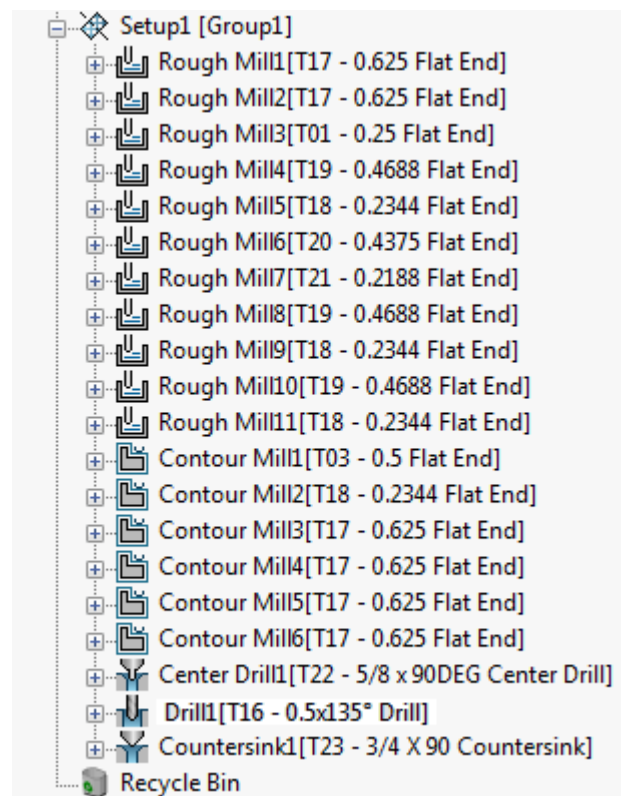 Setup1 [Group1]
Rough Mill1[T17 - 0.625 Flat End]
Rough Mill2[T17 - 0.625 Flat End]
Rough Mill3[T01 - 0.25 Flat End]
Rough Mill4[T19 - 0.4688 Flat End]
Rough Mill5[T18 - 0.2344 Flat End]
Rough Mill6[T20 - 0.4375 Flat End]
Rough Mill7[T21 - 0.2188 Flat End]
Rough Mill8[T19 - 0.4688 Flat End]
Rough Mill9[T18 - 0.2344 Flat End]
Rough Mill10[T19 - 0.4688 Flat End]
Rough Mill11[T18 - 0.2344 Flat End]
Contour Mill1[T03 - 0.5 Flat End]
Contour Mill2[T18 - 0.2344 Flat End]
Contour Mill3[T17 - 0.625 Flat End]
Contour Mill4[T17 - 0.625 Flat End]
Contour Mill5[T17 - 0.625 Flat End]
Contour Mill6[T17 - 0.625 Flat End]
Center Drill1[T22 - 5/8 x 90DEG Center Drill]
Drill1[T16 - 0.5x135° Drill]
Countersink1[T23 - 3/4 X 90 Countersink]
Recycle Bin